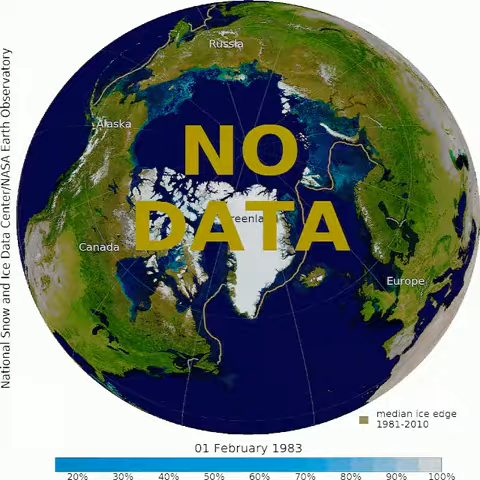 National Snow and Ice Data Center/NASA Earth Observatory
Russia
Alaska
NO
DATA
Greenland
Canada
Europe
median ice edge
1981-2010
01 February 1983
20% 30% 40% 50% 60% 70% 80% 90% 100%